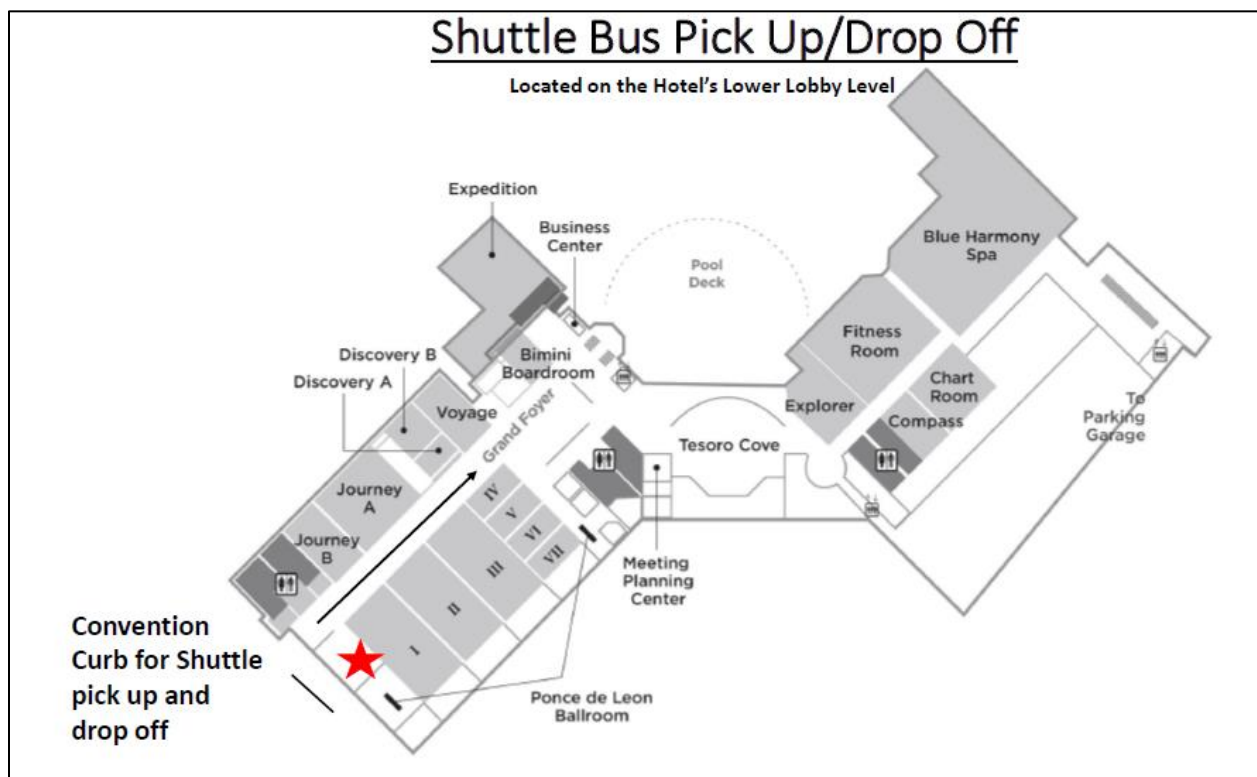 Shuttle Bus Pick Up/Drop Off
Located on the Hotel's Lower Lobby Level
Expedition
Business
Center
Pool
Deck
Blue Harmony
Spa
Discovery B
Discovery A
Bimini
Boardroom
Voyage
Grand Foyer
Fitness
Room
Chart
Room
Explorer
Compass
To
Parking
Garage
Tesoro Cove
Journey
A
Journey
B
IV
V
VI
VII
III
II
I
Meeting
Planning
Center
Ponce de Leon
Ballroom
Convention
Curb for Shuttle
pick up and
drop off